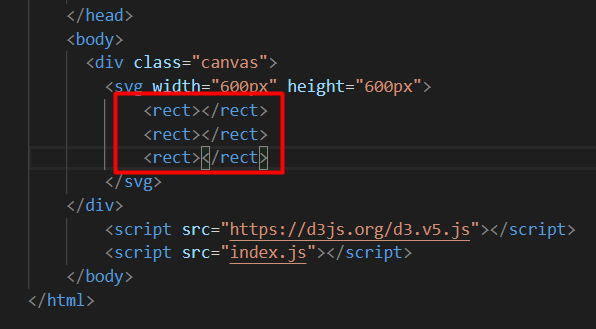 </head>
<body>
<div class="canvas">
<svg width="600px" height="600px">
<rect></rect>
<rect></rect>
<rect></rect>
</svg>
</div>
<script src="https://d3js.org/d3.v5.js"></script>
<script src="index.js"></script>
</body>
</html>